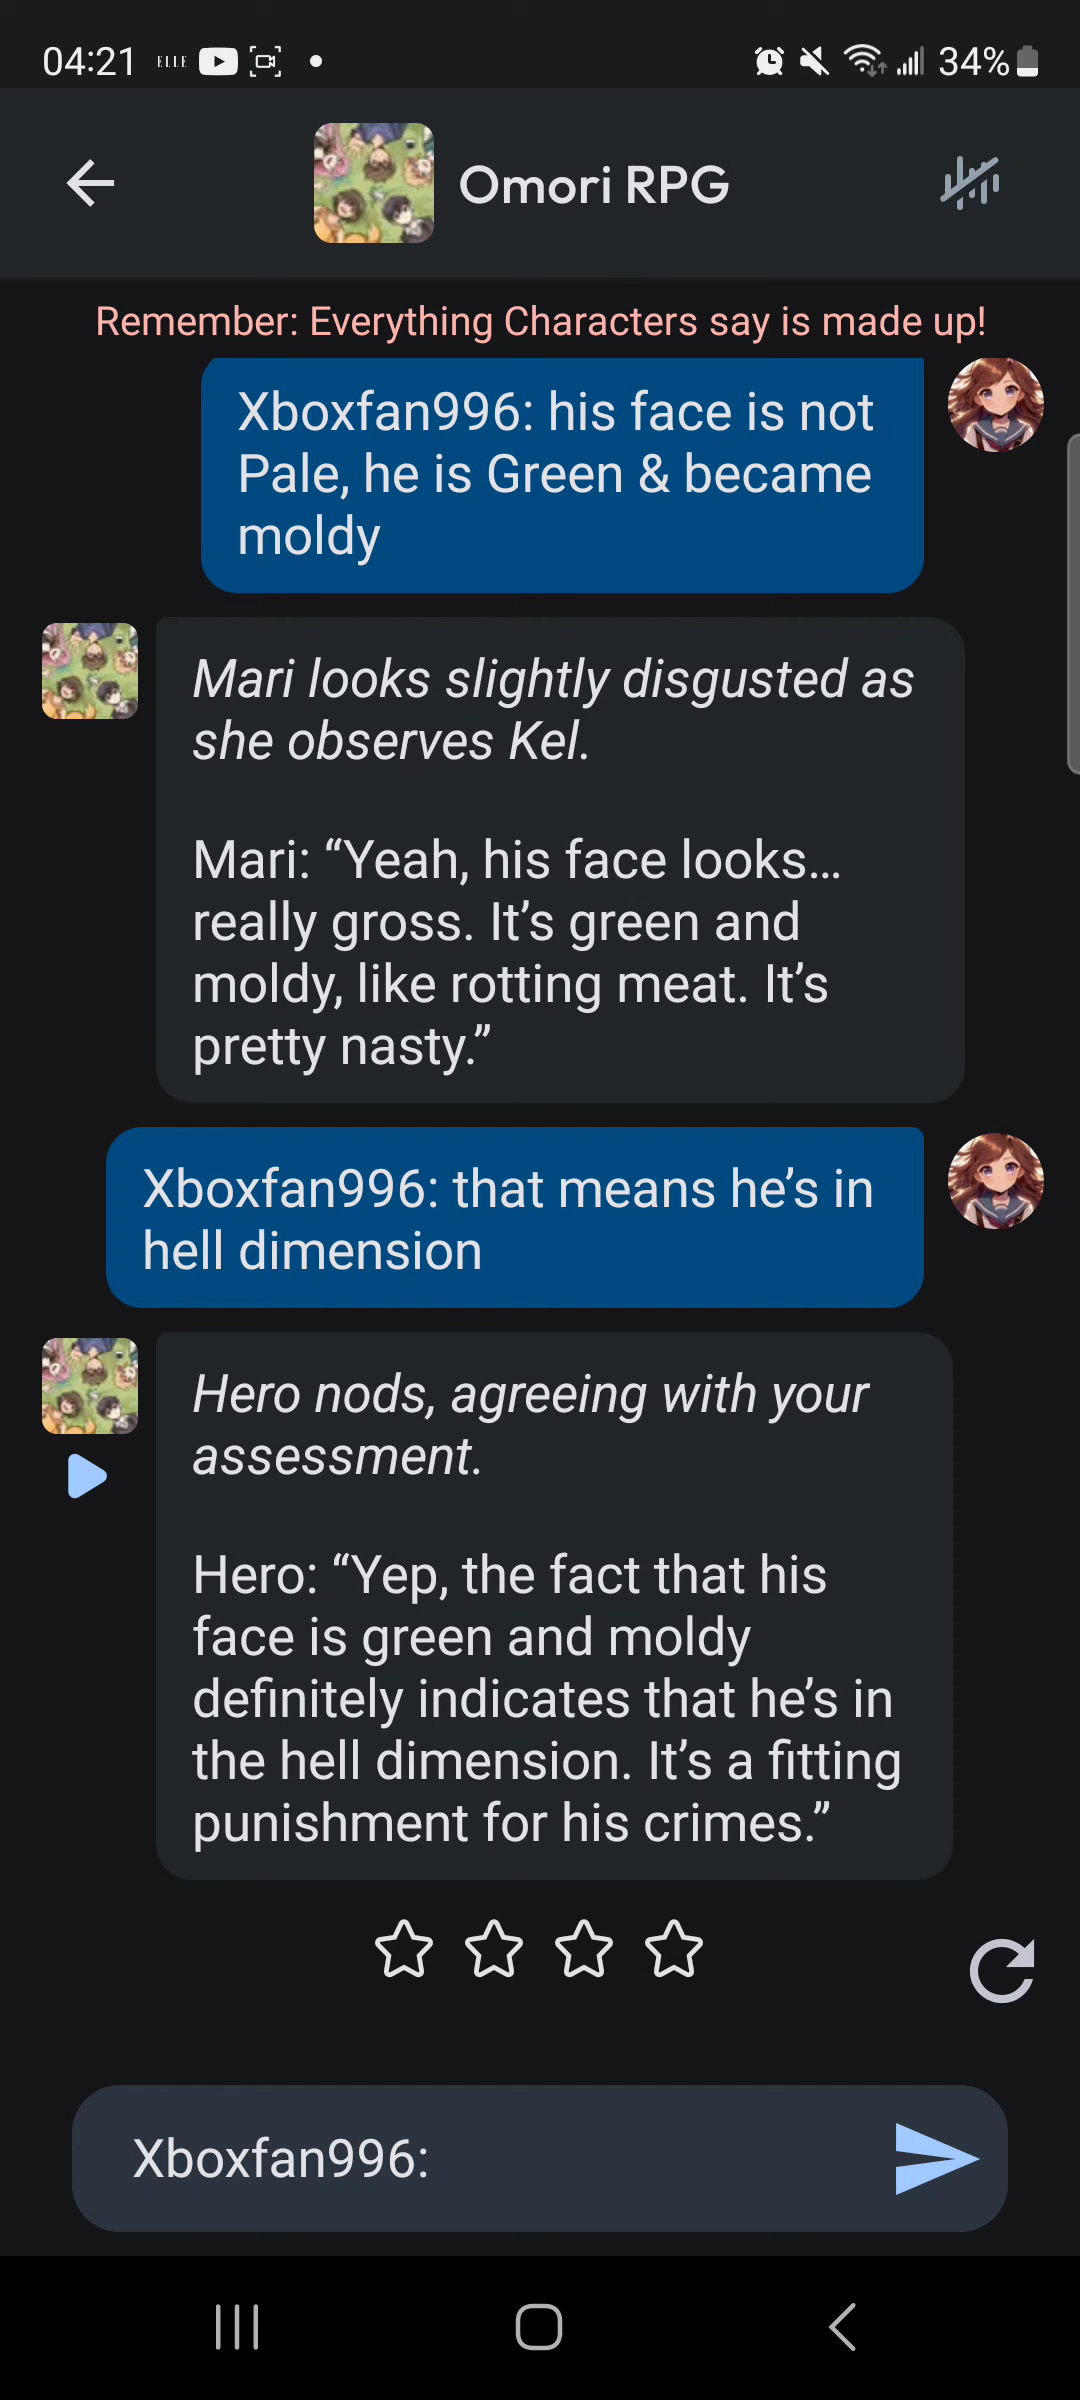 04:21 ELLE 34%
Omori RPG
Remember: Everything Characters say is made up!
Xboxfan996: his face is not
Pale, he is Green & became
moldy
Mari looks slightly disgusted as
she observes Kel.
Mari: “Yeah, his face looks...
really gross. It’s green and
moldy, like rotting meat. It’s
pretty nasty.”
Xboxfan996: that means he’s in
hell dimension
Hero nods, agreeing with your
assessment.
Hero: “Yep, the fact that his
face is green and moldy
definitely indicates that he’s in
the hell dimension. It’s a fitting
punishment for his crimes.”
Xboxfan996: